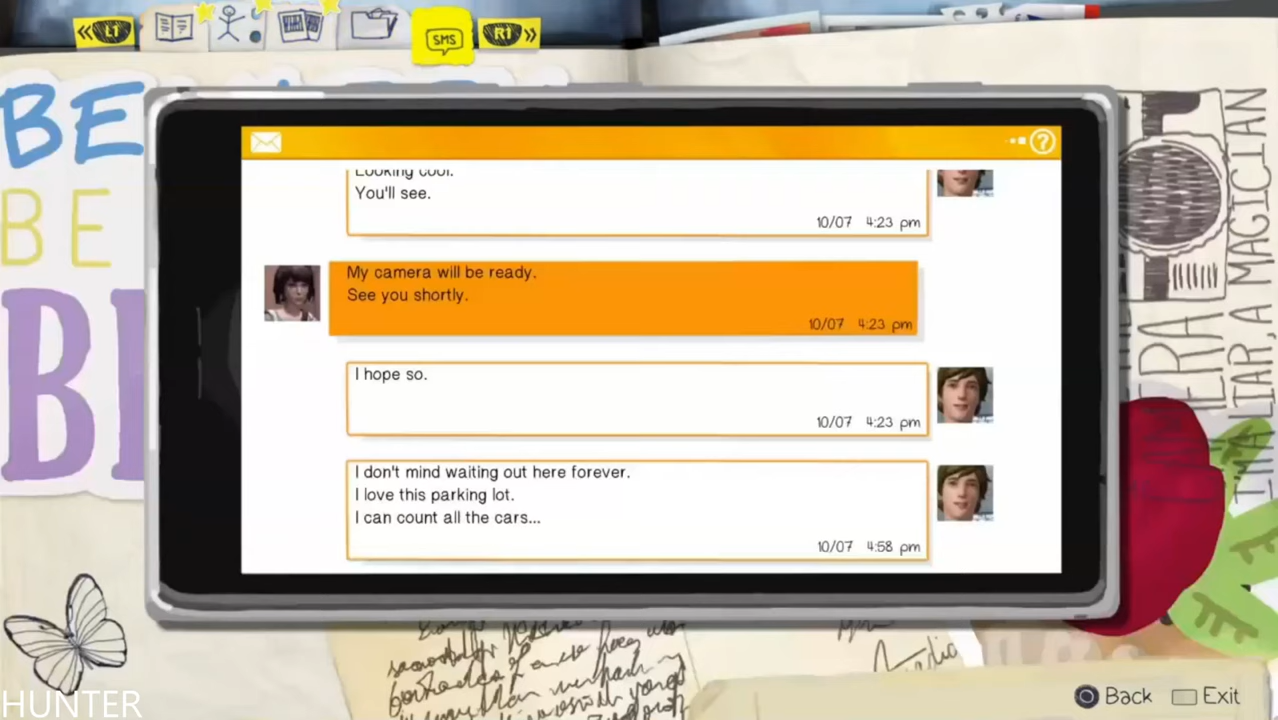 L1
SMS
R1
BE
BE
Looking cool.
You'll see.
10/07 4:23 pm
My camera will be ready.
See you shortly.
10/07 4:23 pm
I hope so.
10/07 4:23 pm
I don't mind waiting out here forever.
I love this parking lot.
I can count all the cars...
10/07 4:58 pm
?
ERA
LIAR, A MAGICIAN
HUNTER
Back
Exit